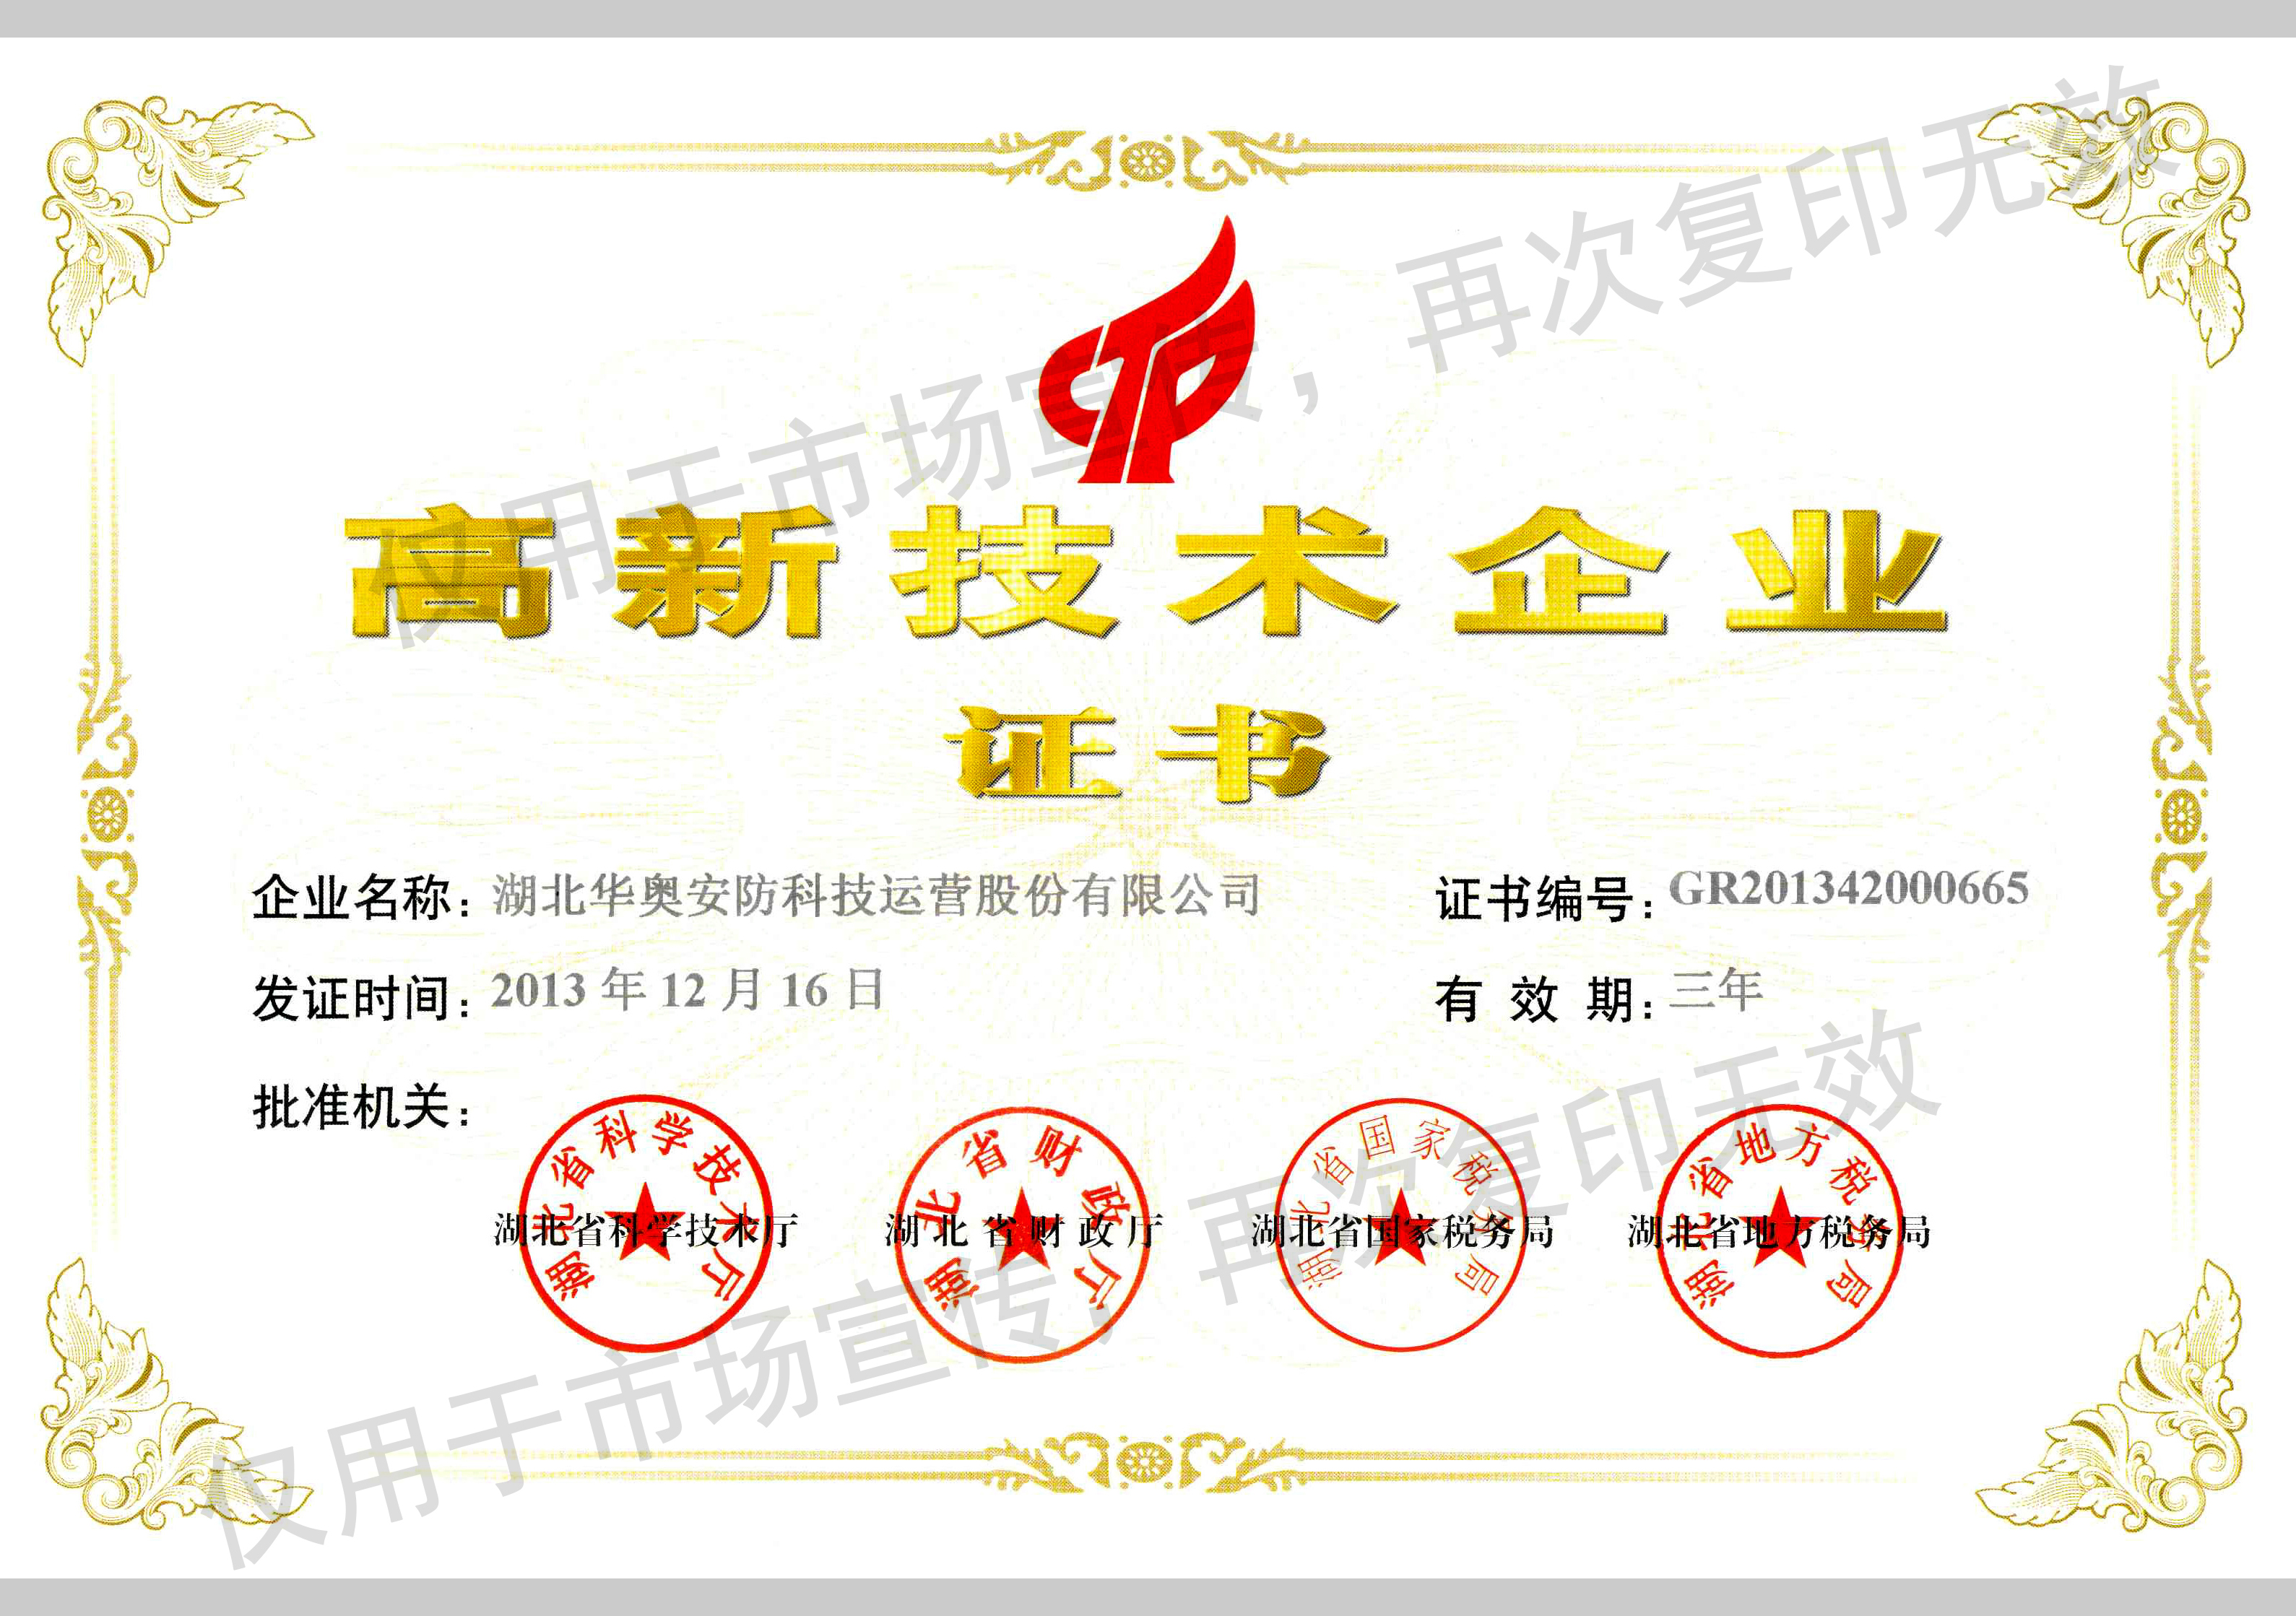 仅用于市场宣传，再次复印无效
高新技术企业
证书
企业名称：湖北华奥安防科技运营股份有限公司
证书编号：GR201342000665
发证时间：2013 年 12 月 16 日
有 效 期：三年
批准机关：
湖北省科学技术厅
湖北省科学技术厅
湖北省财政厅
湖 北 省 财 政 厅
湖北省国家税务局
湖北省国家税务局
湖北省地方税务局
湖北省地方税务局
仅用于市场宣传，再次复印无效